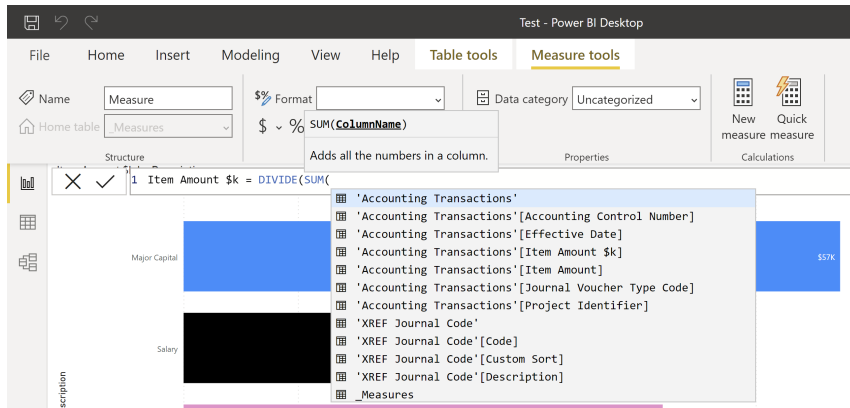 Test - Power BI Desktop
File Home Insert Modeling View Help Table tools Measure tools
Name Measure
Home table _Measures
Structure
$% Format
$ %
Data category Uncategorized
Properties
New measure
Quick measure
Calculations
SUM(ColumnName)
Adds all the numbers in a column.
1 Item Amount $k = DIVIDE(SUM(
'Accounting Transactions'
'Accounting Transactions'[Accounting Control Number]
'Accounting Transactions'[Effective Date]
'Accounting Transactions'[Item Amount $k]
'Accounting Transactions'[Item Amount]
'Accounting Transactions'[Journal Voucher Type Code]
'Accounting Transactions'[Project Identifier]
'XREF Journal Code'
'XREF Journal Code'[Code]
'XREF Journal Code'[Custom Sort]
'XREF Journal Code'[Description]
_Measures
Major Capital
$57K
Salary
scription